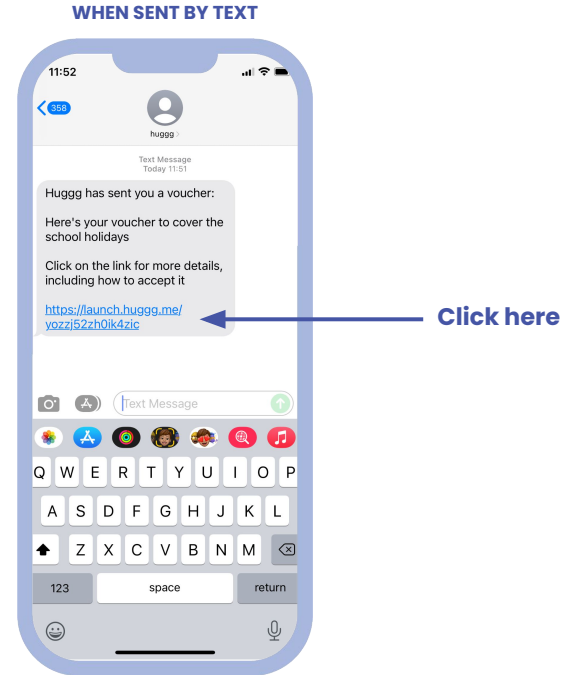 WHEN SENT BY TEXT
11:52
358
huggg >
Text Message
Today 11:51
Huggg has sent you a voucher:
Here's your voucher to cover the
school holidays
Click on the link for more details,
including how to accept it
https://launch.huggg.me/
yozzj52zh0ik4zic
Click here
Text Message
Q W E R T Y U I O P
A S D F G H J K L
Z X C V B N M
123 space return